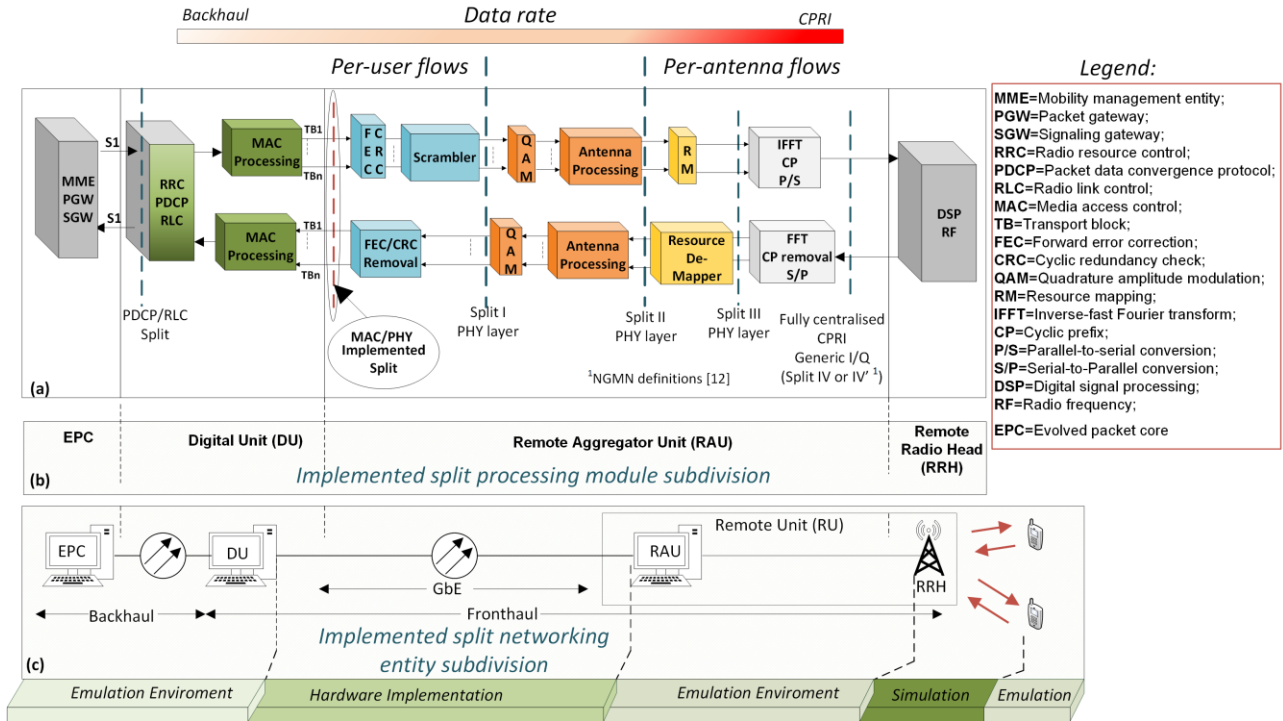 Backhaul
Data rate
CPRI
Per-user flows
Per-antenna flows
Legend:
S1
MME
PGW
SGW
S1
RRC
PDCP
RLC
MAC
Processing
TB1
TBn
F C
E R
C C
Scrambler
Q
A
M
Antenna
Processing
R
M
IFFT
CP
P/S
DSP
RF
MAC
Processing
TB1
TBn
FEC/CRC
Removal
Q
A
M
Antenna
Processing
Resource
De-
Mapper
FFT
CP removal
S/P
PDCP/RLC
Split
MAC/PHY
Implemented
Split
Split I
PHY layer
Split II
PHY layer
Split III
PHY layer
Fully centralised
CPRI
Generic I/Q
(Split IV or IV' 1)
1NGMN definitions [12]
(a)
MME=Mobility management entity;
PGW=Packet gateway;
SGW=Signaling gateway;
RRC=Radio resource control;
PDCP=Packet data convergence protocol;
RLC=Radio link control;
MAC=Media access control;
TB=Transport block;
FEC=Forward error correction;
CRC=Cyclic redundancy check;
QAM=Quadrature amplitude modulation;
RM=Resource mapping;
IFFT=Inverse-fast Fourier transform;
CP=Cyclic prefix;
P/S=Parallel-to-serial conversion;
S/P=Serial-to-Parallel conversion;
DSP=Digital signal processing;
RF=Radio frequency;
EPC=Evolved packet core
EPC
Digital Unit (DU)
Remote Aggregator Unit (RAU)
Remote
Radio Head
(RRH)
(b)
Implemented split processing module subdivision
Remote Unit (RU)
EPC
DU
RAU
RRH
GbE
Backhaul
Fronthaul
Implemented split networking
entity subdivision
(c)
Emulation Enviroment
Hardware Implementation
Emulation Enviroment
Simulation
Emulation